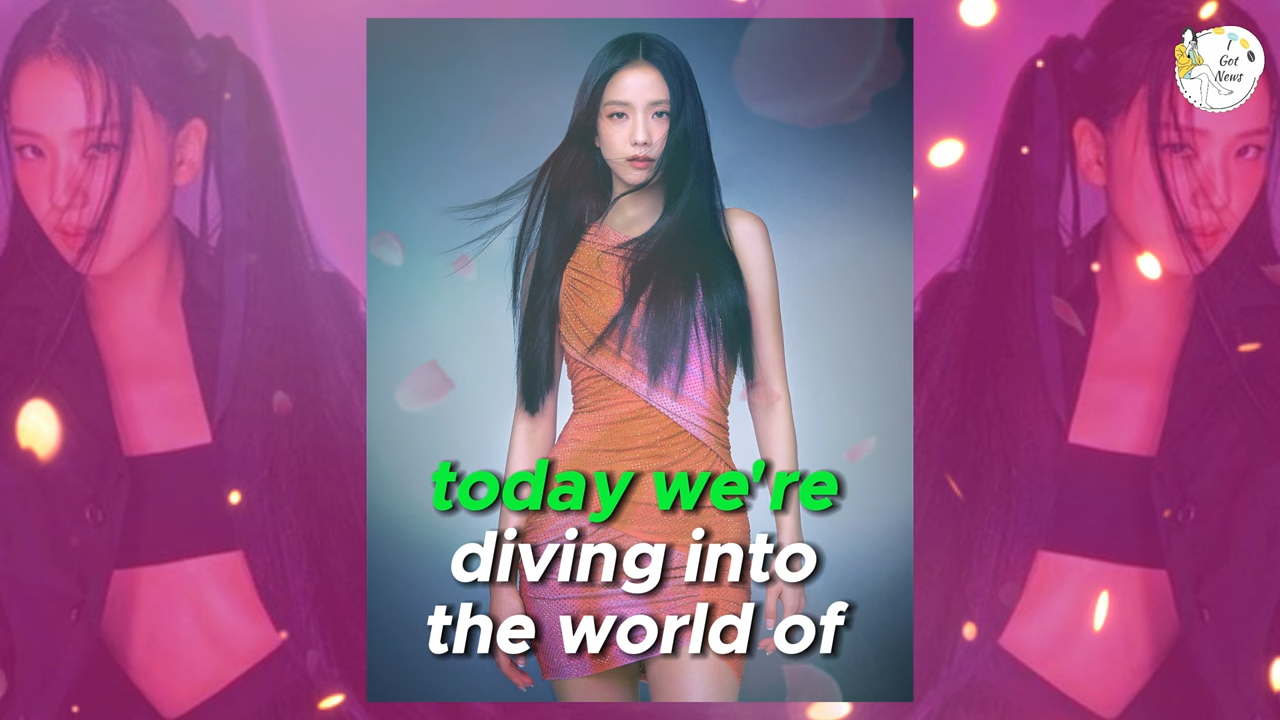 I
Got
News
today we're
diving into
the world of